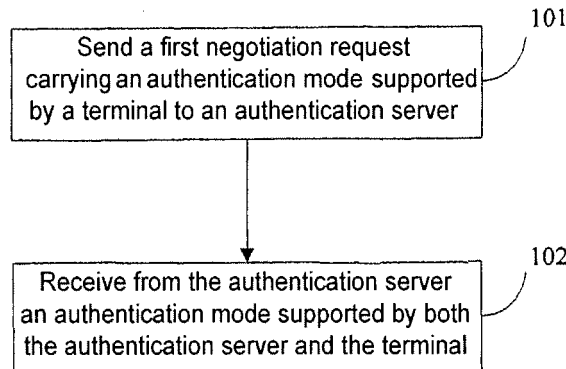 101
Send a first negotiation request
carrying an authentication mode supported
by a terminal to an authentication server
102
Receive from the authentication server
an authentication mode supported by both
the authentication server and the terminal